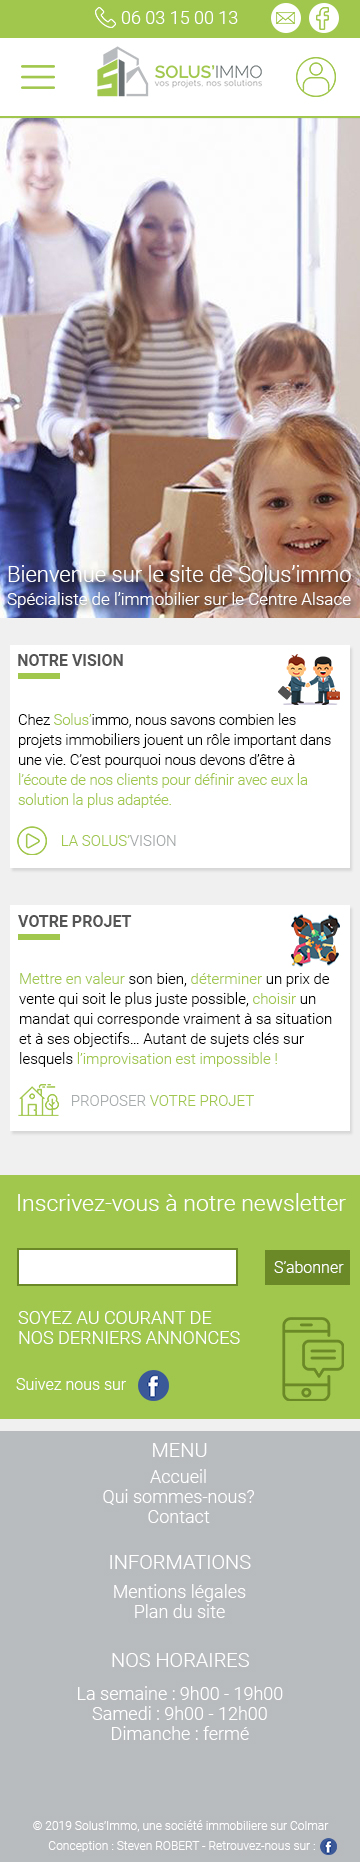 06 03 15 00 13
SOLUS'IMMO
vos projets, nos solutions
Bienvenue sur le site de Solus'immo
Spécialiste de l'immobilier sur le Centre Alsace
NOTRE VISION
Chez Solus'immo, nous savons combien les
projets immobiliers jouent un rôle important dans
une vie. C'est pourquoi nous devons d'être à
l'écoute de nos clients pour définir avec eux la
solution la plus adaptée.
LA SOLUS'VISION
VOTRE PROJET
Mettre en valeur son bien, déterminer un prix de
vente qui soit le plus juste possible, choisir un
mandat qui corresponde vraiment à sa situation
et à ses objectifs... Autant de sujets clés sur
lesquels l'improvisation est impossible !
PROPOSER VOTRE PROJET
Inscrivez-vous à notre newsletter
S'abonner
SOYEZ AU COURANT DE
NOS DERNIERS ANNONCES
Suivez nous sur
MENU
Accueil
Qui sommes-nous?
Contact
INFORMATIONS
Mentions légales
Plan du site
NOS HORAIRES
La semaine : 9h00 - 19h00
Samedi : 9h00 - 12h00
Dimanche : fermé
© 2019 Solus'Immo, une société immobiliere sur Colmar
Conception : Steven ROBERT - Retrouvez-nous sur :